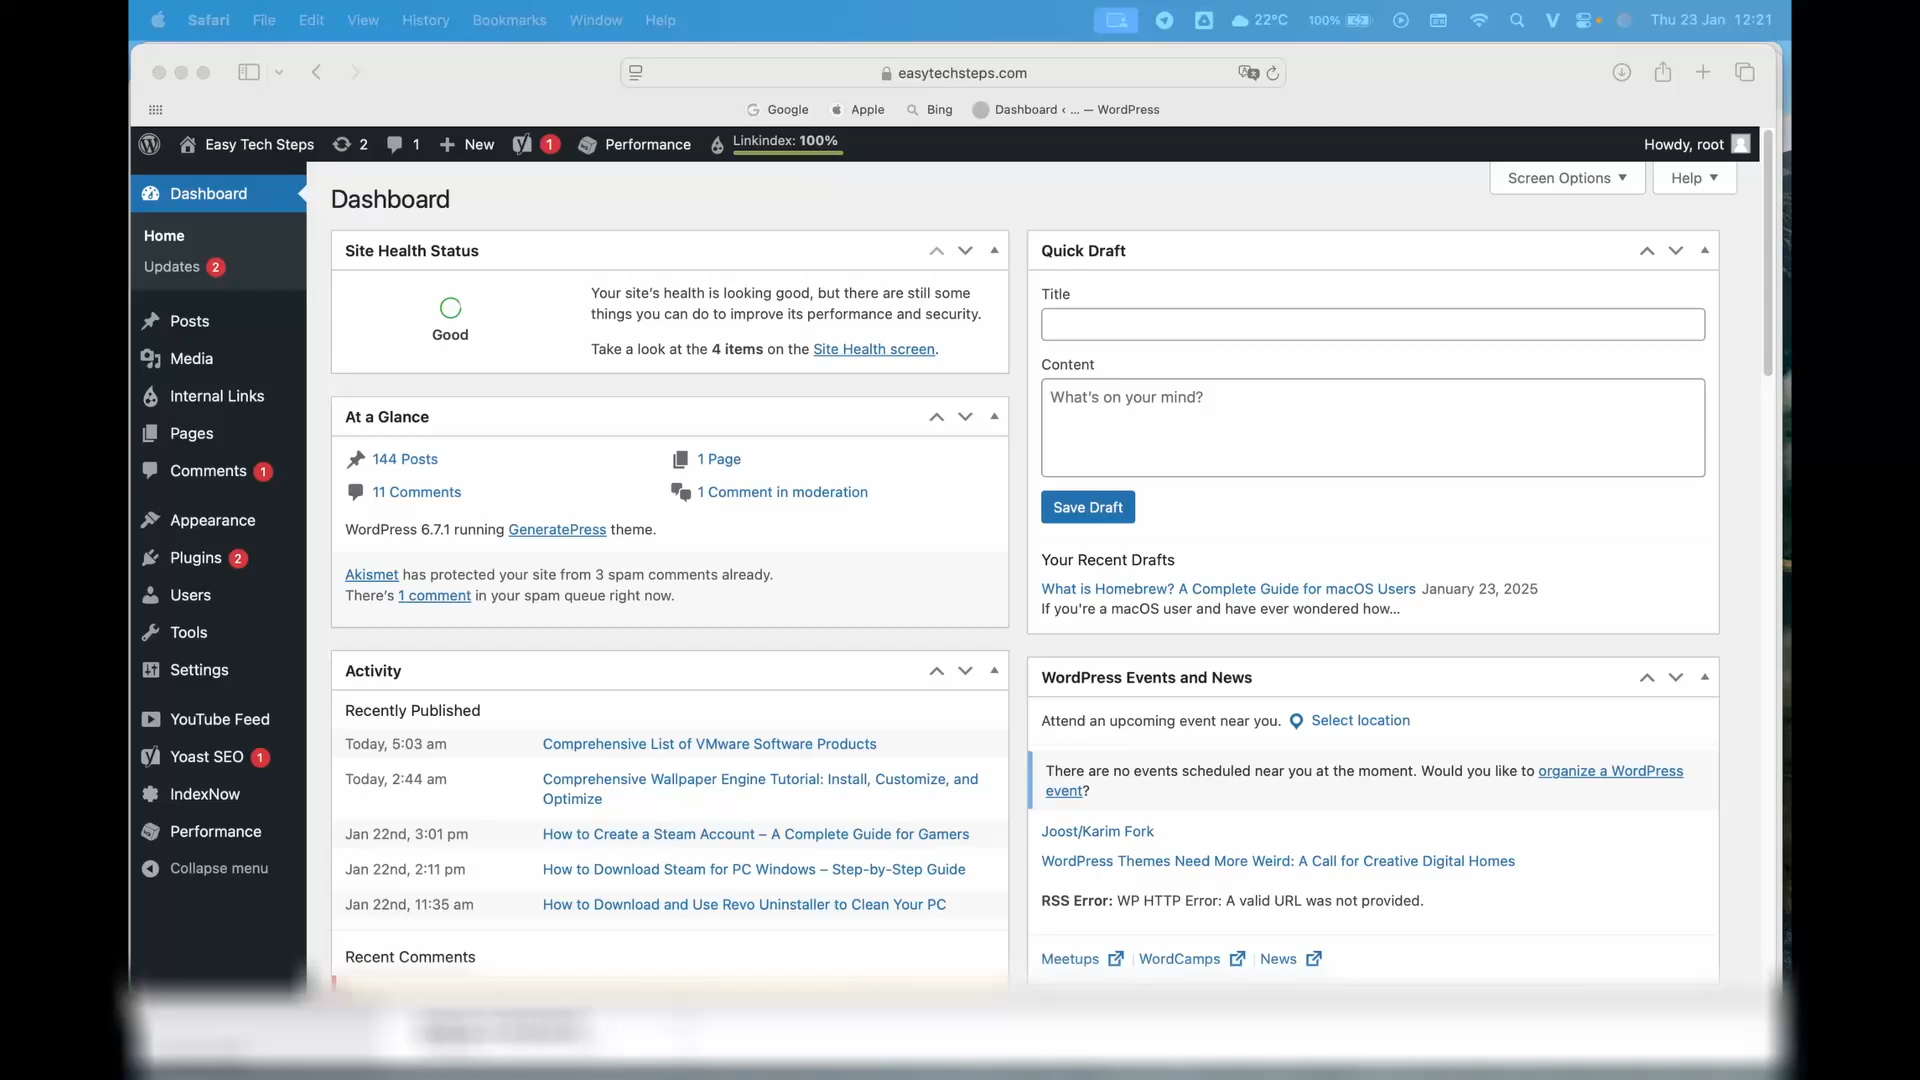 Safari File Edit View History Bookmarks Window Help 22°C 100% V Thu 23 Jan 12:21
easytechsteps.com
Google Apple Bing Dashboard ‹ ... — WordPress
Easy Tech Steps 2 1 New 1 Performance Linkindex: 100% Howdy, root
Screen Options Help
Dashboard
Home
Updates 2
Posts
Media
Internal Links
Pages
Comments 1
Appearance
Plugins 2
Users
Tools
Settings
YouTube Feed
Yoast SEO 1
IndexNow
Performance
Collapse menu
Dashboard
Site Health Status
Good
Your site's health is looking good, but there are still some
things you can do to improve its performance and security.
Take a look at the 4 items on the Site Health screen.
At a Glance
144 Posts
1 Page
11 Comments
1 Comment in moderation
WordPress 6.7.1 running GeneratePress theme.
Akismet has protected your site from 3 spam comments already.
There's 1 comment in your spam queue right now.
Activity
Recently Published
Today, 5:03 am Comprehensive List of VMware Software Products
Today, 2:44 am Comprehensive Wallpaper Engine Tutorial: Install, Customize, and
Optimize
Jan 22nd, 3:01 pm How to Create a Steam Account – A Complete Guide for Gamers
Jan 22nd, 2:11 pm How to Download Steam for PC Windows – Step-by-Step Guide
Jan 22nd, 11:35 am How to Download and Use Revo Uninstaller to Clean Your PC
Recent Comments
Quick Draft
Title
Content
What's on your mind?
Save Draft
Your Recent Drafts
What is Homebrew? A Complete Guide for macOS Users January 23, 2025
If you're a macOS user and have ever wondered how...
WordPress Events and News
Attend an upcoming event near you. Select location
There are no events scheduled near you at the moment. Would you like to organize a WordPress
event?
Joost/Karim Fork
WordPress Themes Need More Weird: A Call for Creative Digital Homes
RSS Error: WP HTTP Error: A valid URL was not provided.
Meetups | WordCamps | News